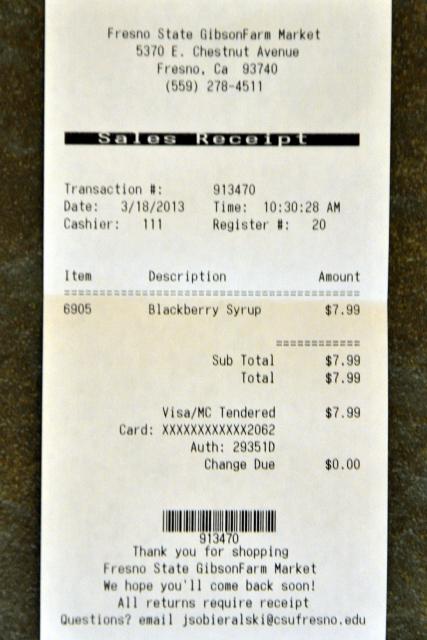 Fresno State GibsonFarm Market
5370 E. Chestnut Avenue
Fresno, Ca 93740
(559) 278-4511
Sales Receipt
Transaction #: 913470
Date: 3/18/2013 Time: 10:30:28 AM
Cashier: 111 Register #: 20
Item Description Amount
========================================
6905 Blackberry Syrup $7.99
============
Sub Total $7.99
Total $7.99
Visa/MC Tendered $7.99
Card: XXXXXXXXXXXX2062
Auth: 29351D
Change Due $0.00
913470
Thank you for shopping
Fresno State GibsonFarm Market
We hope you'll come back soon!
All returns require receipt
Questions? email jsobieralski@csufresno.edu